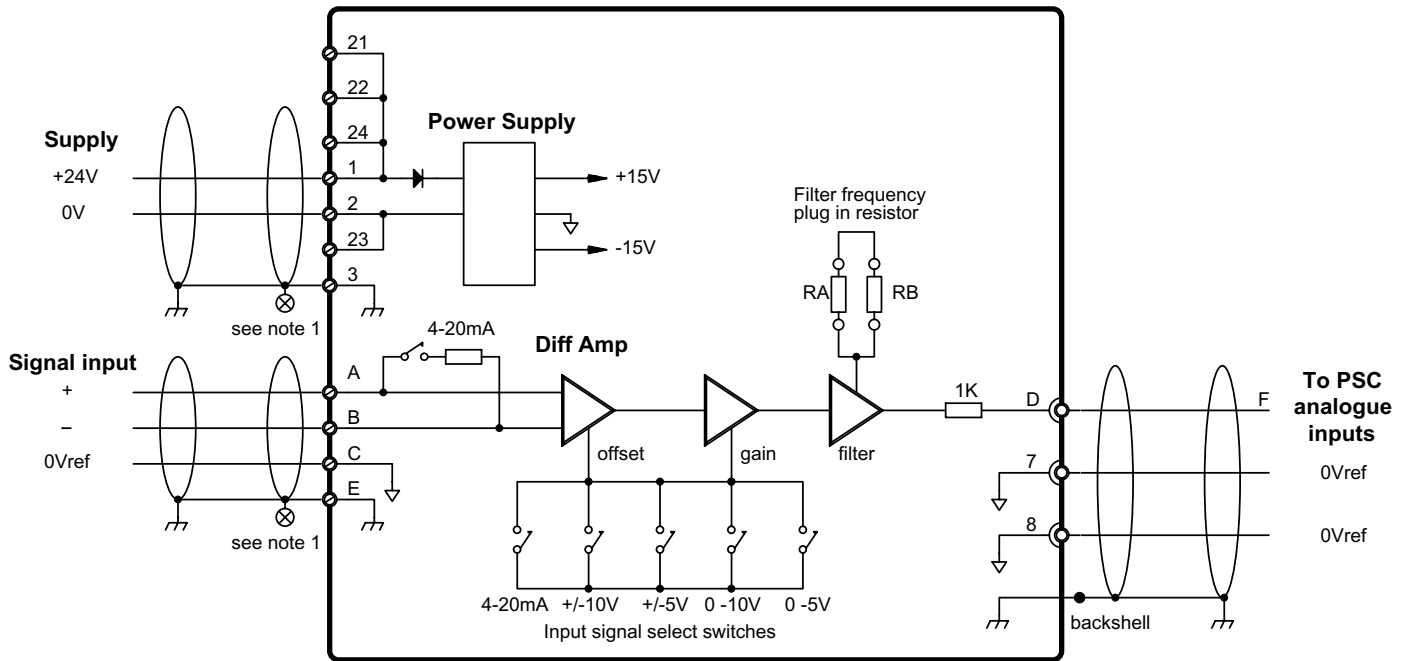 21
22
24
1
2
23
3
Supply
+24V
0V
see note 1
Power Supply
+15V
-15V
Filter frequency
plug in resistor
RA
RB
Signal input
+
–
0Vref
A
B
C
E
see note 1
4-20mA
Diff Amp
offset
gain
filter
1K
D
7
8
F
To PSC
analogue
inputs
0Vref
0Vref
backshell
4-20mA +/-10V +/-5V 0 -10V 0 -5V
Input signal select switches